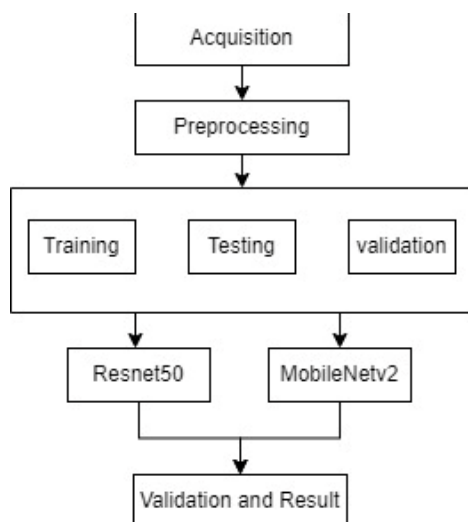 Acquisition
Preprocessing
Training
Testing
validation
Resnet50
MobileNetv2
Validation and Result